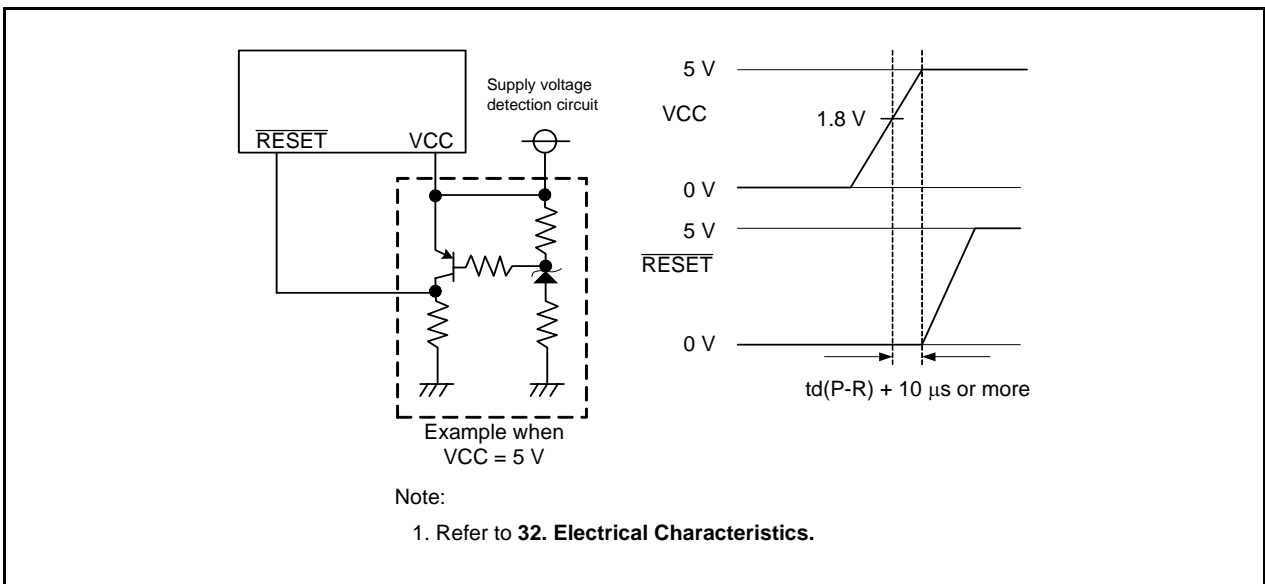 Supply voltage
detection circuit
RESET VCC
Example when
VCC = 5 V
5 V
VCC
1.8 V
0 V
5 V
RESET
0 V
td(P-R) + 10 μs or more
Note:
1. Refer to 32. Electrical Characteristics.